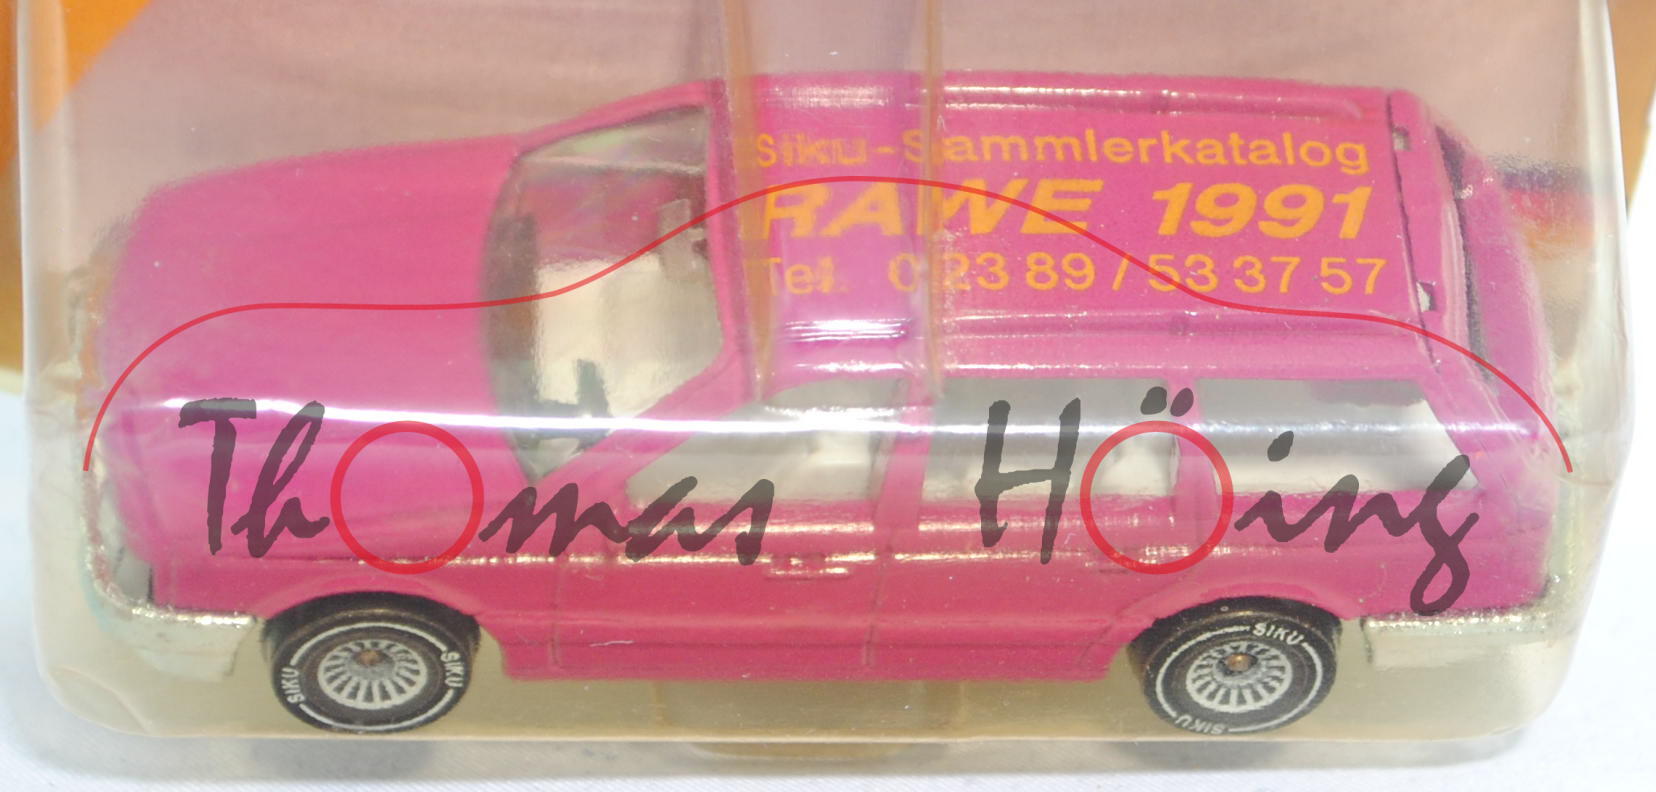 Siku-Sammlerkatalog
RAWE 1991
Tel. 0 23 89 / 53 37 57
Thomas Höing
SIKU
SIKU
SIKU
SIKU